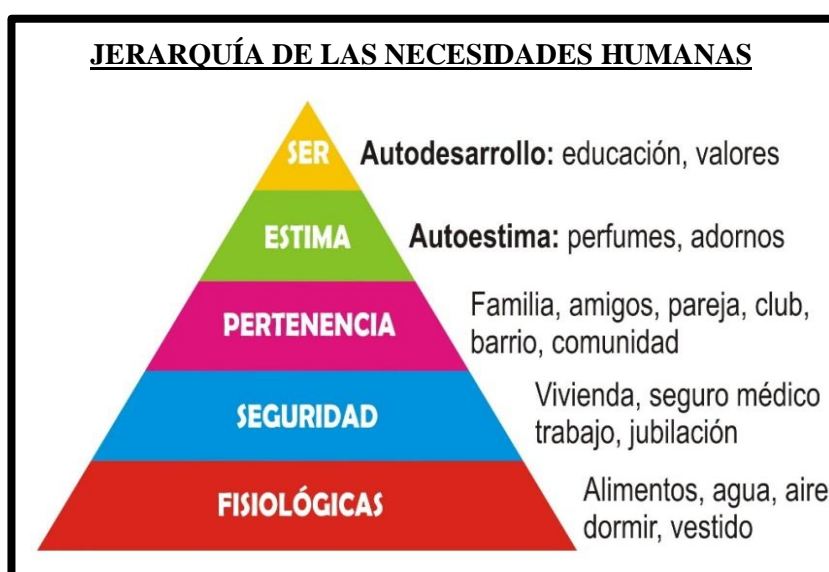 JERARQUÍA DE LAS NECESIDADES HUMANAS
SER
Autodesarrollo: educación, valores
ESTIMA
Autoestima: perfumes, adornos
PERTENENCIA
Familia, amigos, pareja, club,
barrio, comunidad
SEGURIDAD
Vivienda, seguro médico
trabajo, jubilación
FISIOLÓGICAS
Alimentos, agua, aire
dormir, vestido